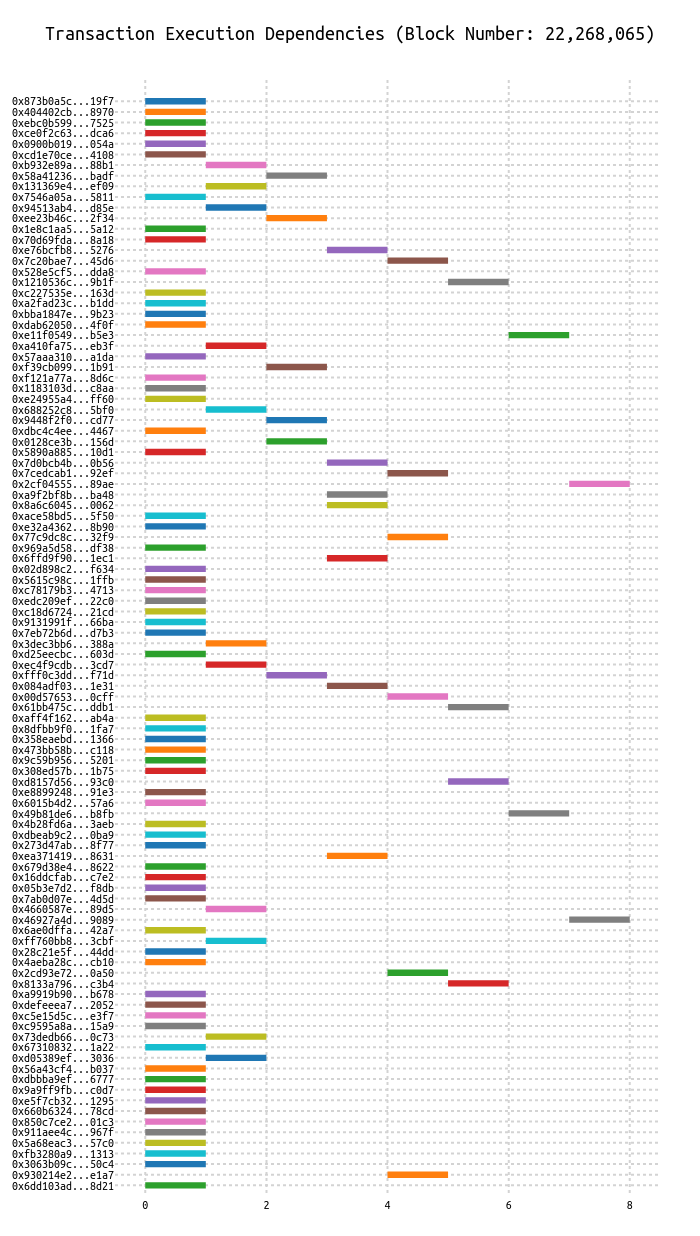 Transaction Execution Dependencies (Block Number: 22,268,065)
0x873b0a5c...19f7
0x404402cb...8970
0xebc0b599...7525
0xce0f2c63...dca6
0x0900b019...054a
0xcd1e70ce...4108
0xb932e89a...88b1
0x58a41236...badf
0x131369e4...ef09
0x7546a05a...5811
0x94513ab4...d85e
0xee23b46c...2f34
0x1e8c1aa5...5a12
0x70d69fda...8a18
0xe76bcfb8...5276
0x7c20bae7...45d6
0x528e5cf5...dda8
0x1210536c...9b1f
0xc227535e...163d
0xa2fad23c...b1dd
0xbba1847e...9b23
0xdab62050...4f0f
0xe11f0549...b5e3
0xa410fa75...eb3f
0x57aaa310...a1da
0xf39cb099...1b91
0xf121a77a...8d6c
0x1183103d...c8aa
0xe24955a4...ff60
0x688252c8...5bf0
0x9448f2f0...cd77
0xdbc4c4ee...4467
0x0128ce3b...156d
0x5890a885...10d1
0x7d0bcb4b...0b56
0x7cedcab1...92ef
0x2cf04555...89ae
0xa9f2bf8b...ba48
0x8a6c6045...0062
0xace58bd5...5f50
0xe32a4362...8b90
0x77c9dc8c...32f9
0x969a5d58...df38
0x6ffd9f90...1ec1
0x02d898c2...f634
0x5615c98c...1ffb
0xc78179b3...4713
0xedc209ef...22c0
0xc18d6724...21cd
0x9131991f...66ba
0x7eb72b6d...d7b3
0x3dec3bb6...388a
0xd25eecbc...603d
0xec4f9cdb...3cd7
0xfff0c3dd...f71d
0x084adf03...1e31
0x00d57653...0cff
0x61bb475c...ddb1
0xaff4f162...ab4a
0x8dfbb9f0...1fa7
0x358eaebd...1366
0x473bb58b...c118
0x9c59b956...5201
0x308ed57b...1b75
0xd8157d56...93c0
0xe8899248...91e3
0x6015b4d2...57a6
0x49b81de6...b8fb
0x4b28fd6a...3aeb
0xdbeab9c2...0ba9
0x273d47ab...8f77
0xea371419...8631
0x679d38e4...8622
0x16ddcfab...c7e2
0x05b3e7d2...f8db
0x7ab0d07e...4d5d
0x4660587e...89d5
0x46927a4d...9089
0x6ae0dffa...42a7
0xff760bb8...3cbf
0x28c21e5f...44dd
0x4aeba28c...cb10
0x2cd93e72...0a50
0x8133a796...c3b4
0xa9919b90...b678
0xdefeeea7...2052
0xc5e15d5c...e3f7
0xc9595a8a...15a9
0x73dedb66...0c73
0x67310832...1a22
0xd05389ef...3036
0x56a43cf4...b037
0xdbbba9ef...6777
0x9a9ff9fb...c0d7
0xe5f7cb32...1295
0x660b6324...78cd
0x850c7ce2...01c3
0x911aee4c...967f
0x5a68eac3...57c0
0xfb3280a9...1313
0x3063b09c...50c4
0x930214e2...e1a7
0x6dd103ad...8d21
0 2 4 6 8